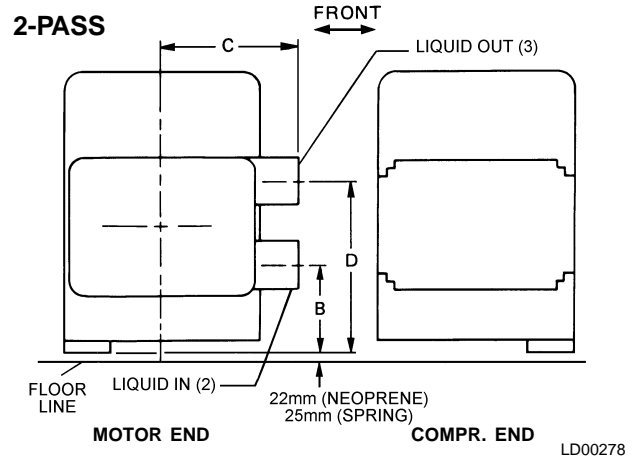 2-PASS
FRONT
C
LIQUID OUT (3)
D
B
FLOOR
LINE
LIQUID IN (2)
22mm (NEOPRENE)
25mm (SPRING)
MOTOR END
COMPR. END
LD00278